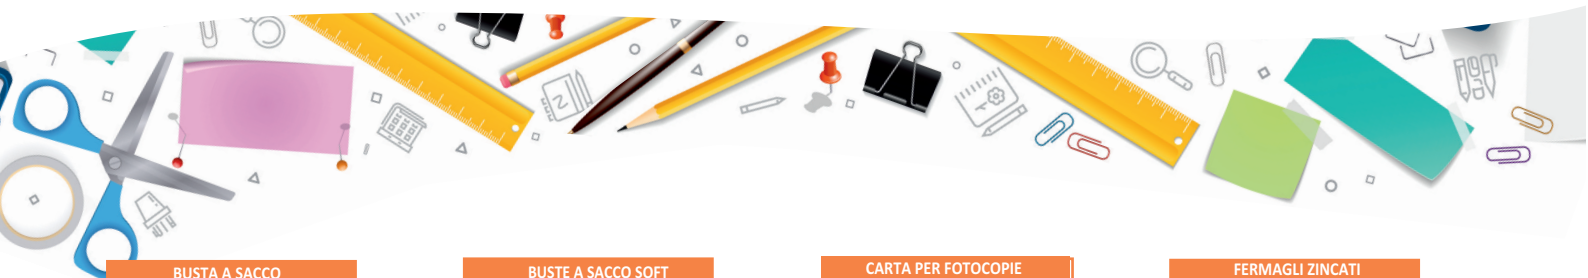 BUSTA A SACCO
BUSTE A SACCO SOFT
CARTA PER FOTOCOPIE
FERMAGLI ZINCATI